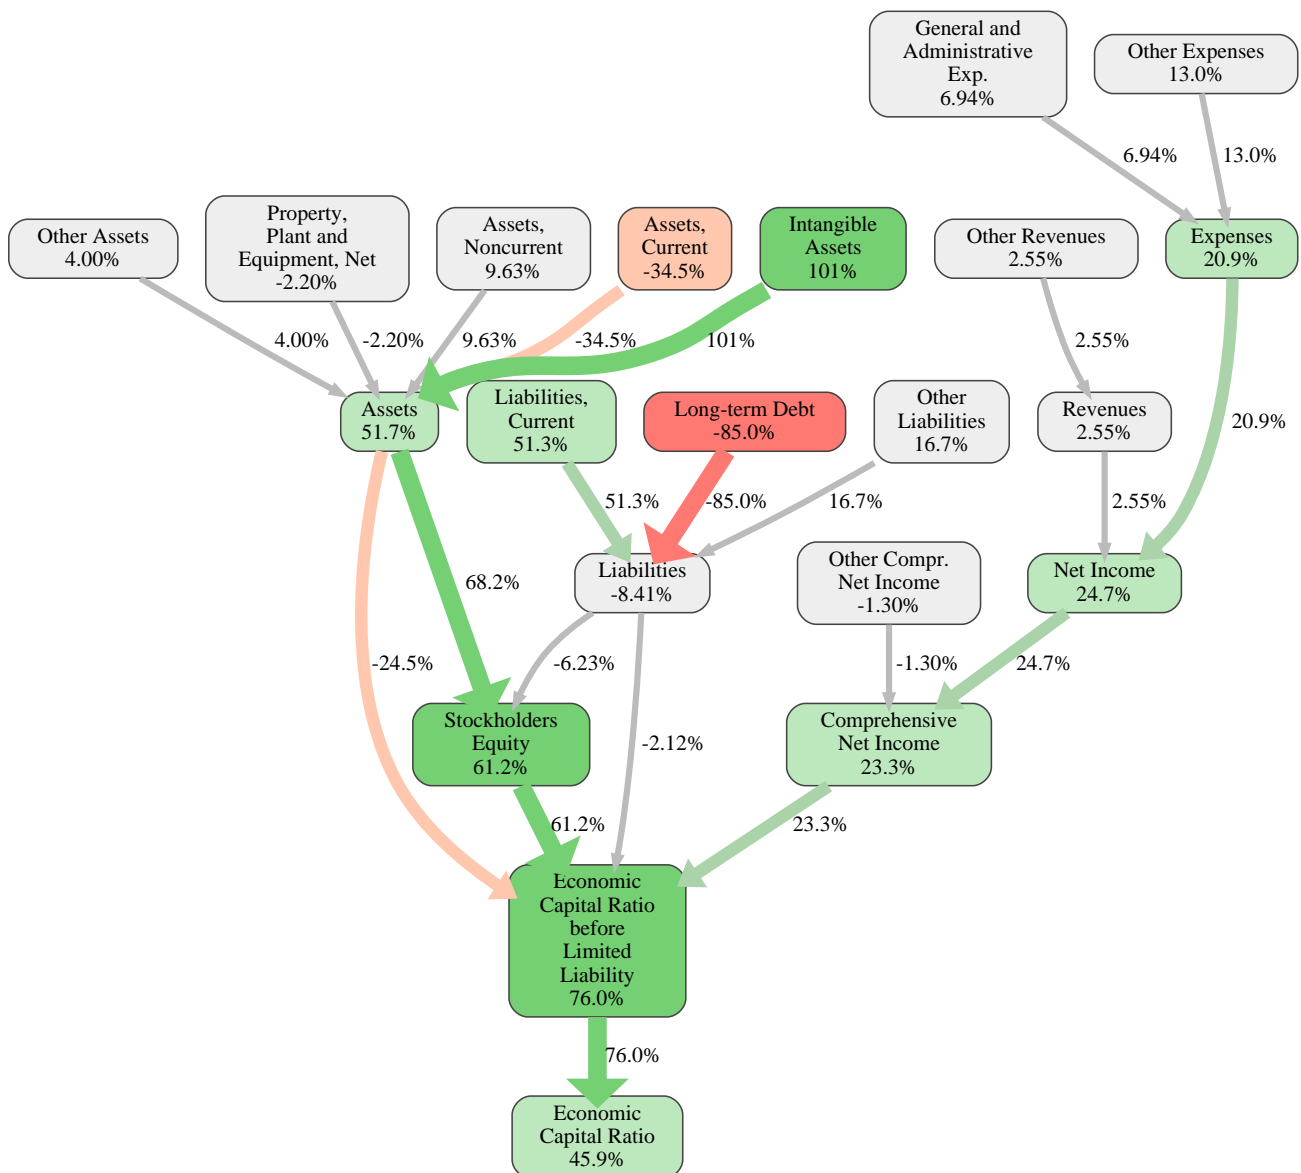 General and
Administrative
Exp.
6.94%
Other Expenses
13.0%
6.94%
13.0%
Other Assets
4.00%
Property,
Plant and
Equipment, Net
-2.20%
Assets,
Noncurrent
9.63%
Assets,
Current
-34.5%
Intangible
Assets
101%
Other Revenues
2.55%
Expenses
20.9%
4.00%
-2.20%
9.63%
-34.5%
101%
2.55%
20.9%
Assets
51.7%
Liabilities,
Current
51.3%
Long-term Debt
-85.0%
Other
Liabilities
16.7%
Revenues
2.55%
51.3%
-85.0%
16.7%
2.55%
Liabilities
-8.41%
Other Compr.
Net Income
-1.30%
Net Income
24.7%
68.2%
-24.5%
-6.23%
-1.30%
24.7%
Stockholders
Equity
61.2%
-2.12%
Comprehensive
Net Income
23.3%
61.2%
23.3%
Economic
Capital Ratio
before
Limited
Liability
76.0%
76.0%
Economic
Capital Ratio
45.9%